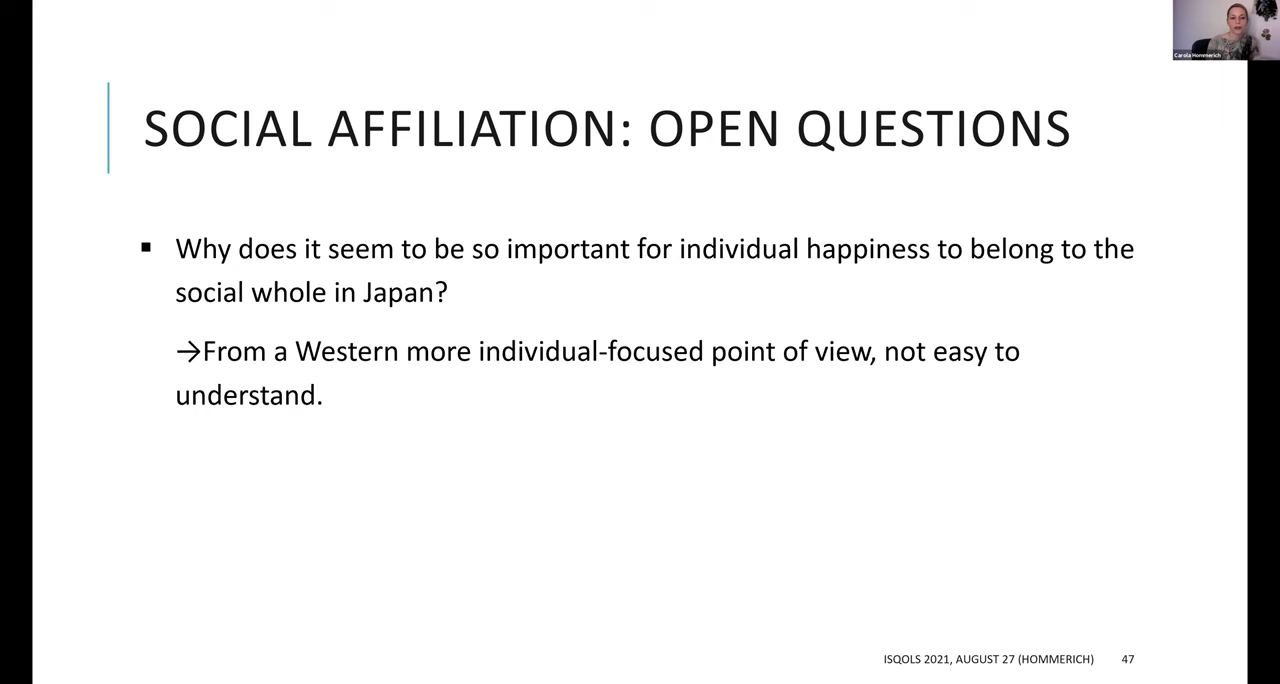 Carola Hommerich
SOCIAL AFFILIATION: OPEN QUESTIONS
▪ Why does it seem to be so important for individual happiness to belong to the
social whole in Japan?
→From a Western more individual-focused point of view, not easy to
understand.
ISQOLS 2021, AUGUST 27 (HOMMERICH) 47